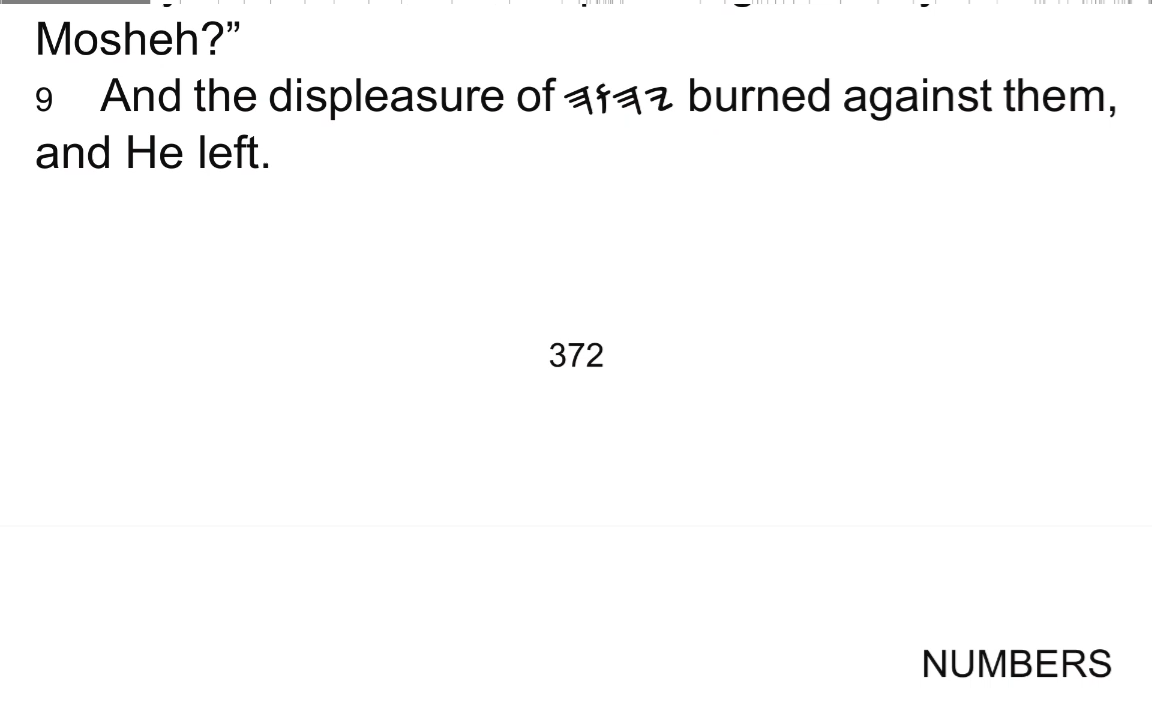 Mosheh?”
9 And the displeasure of 𐤉𐤄𐤅𐤄 burned against them,
and He left.
372
NUMBERS